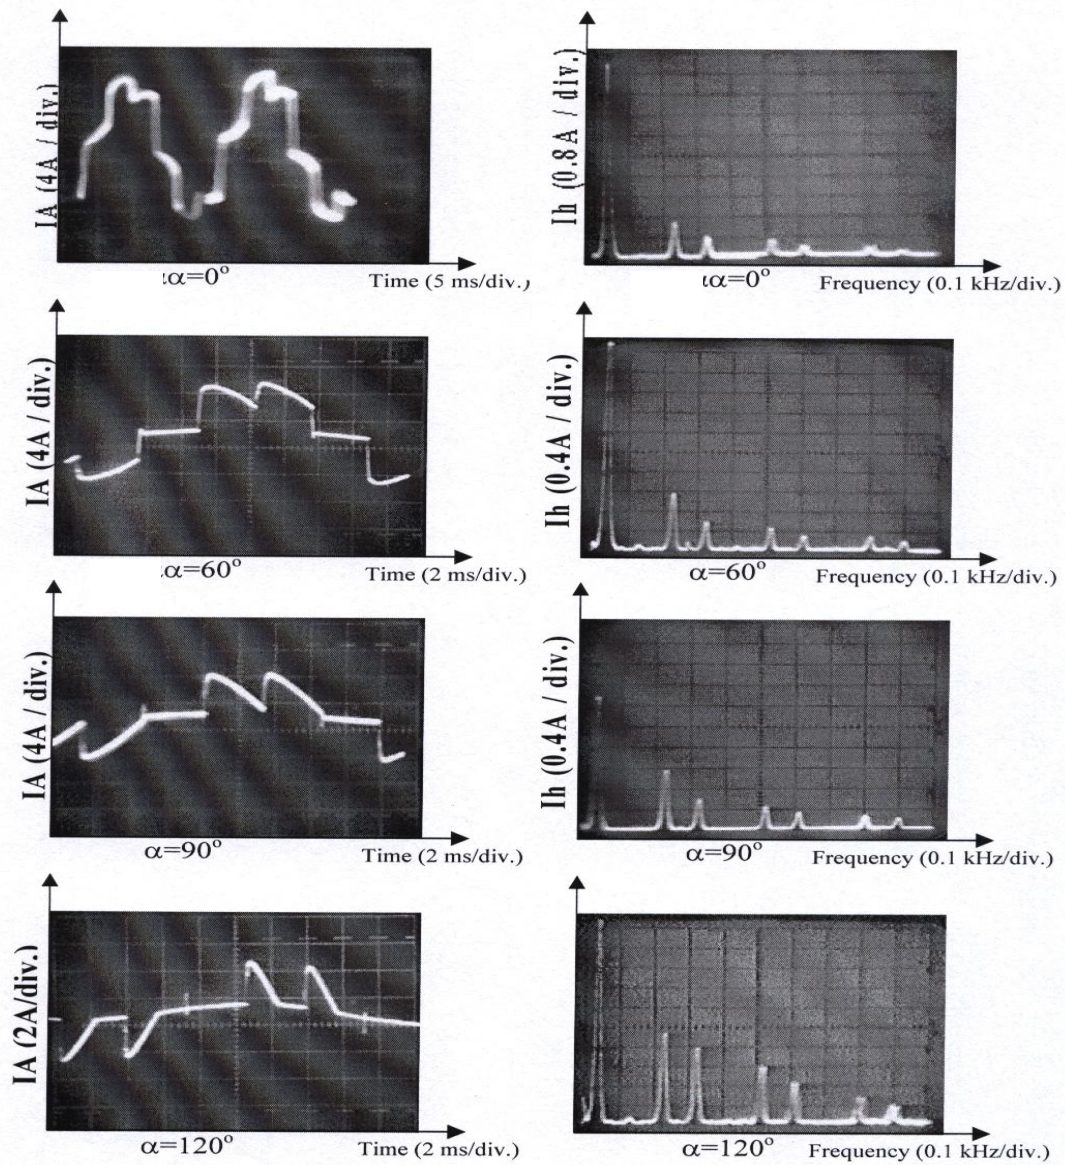 IA (4A / div.)
α=0°
Time (5 ms/div.)
Ih (0.8A / div.)
α=0°
Frequency (0.1 kHz/div.)
IA (4A / div.)
α=60°
Time (2 ms/div.)
Ih (0.4A / div.)
α=60°
Frequency (0.1 kHz/div.)
IA (4A / div.)
α=90°
Time (2 ms/div.)
Ih (0.4A / div.)
α=90°
Frequency (0.1 kHz/div.)
IA (2A/div.)
α=120°
Time (2 ms/div.)
α=120°
Frequency (0.1 kHz/div.)